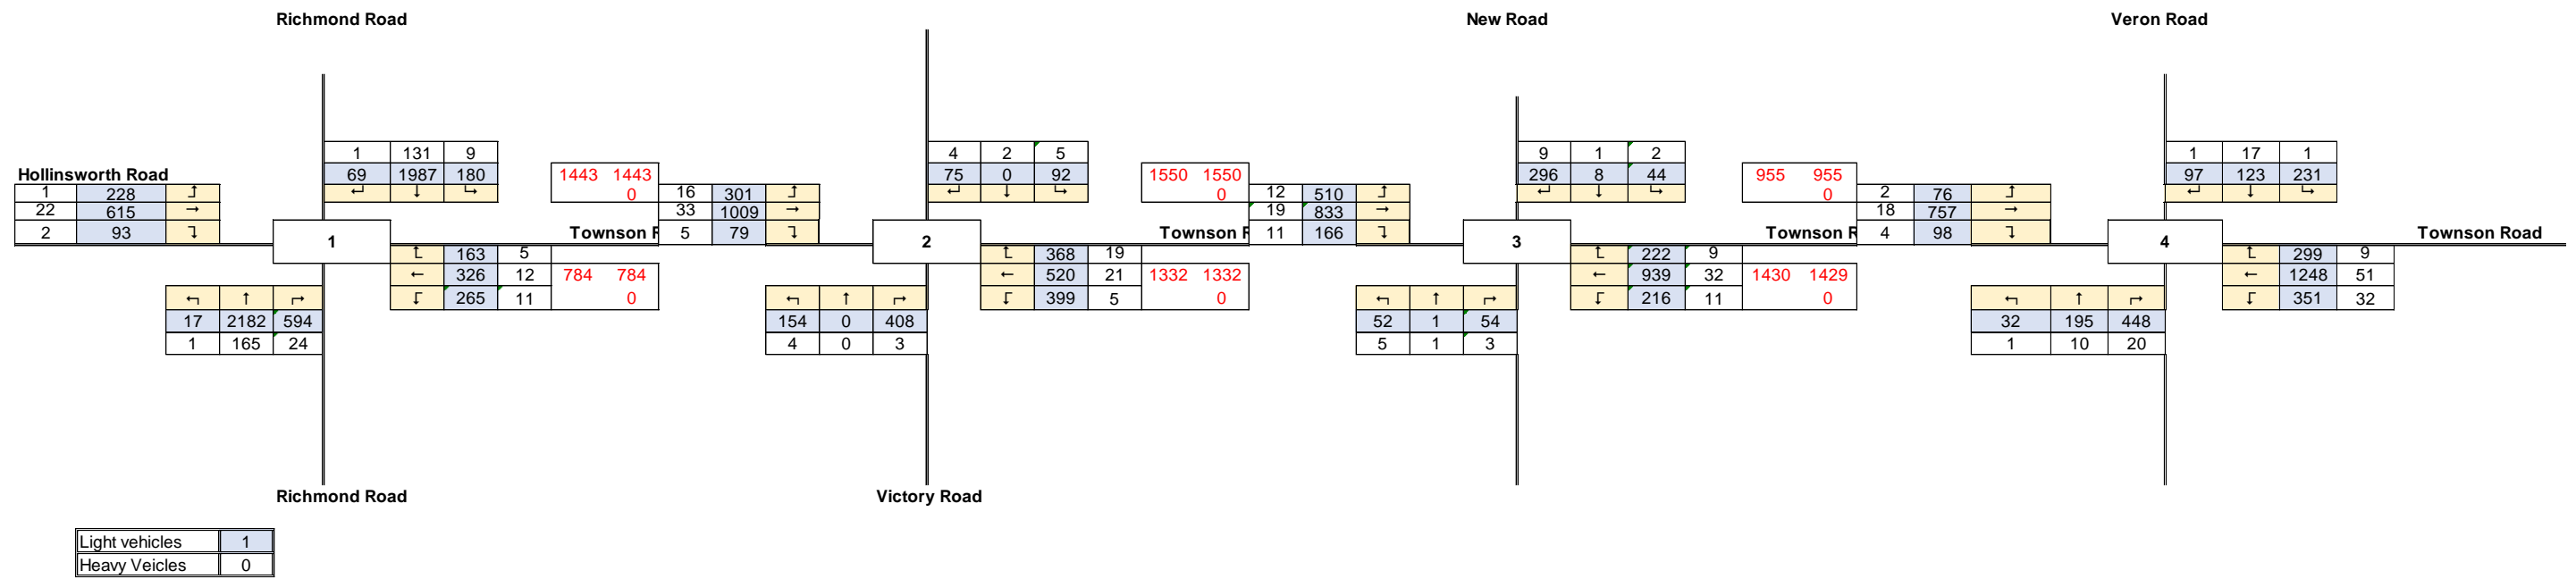 Richmond Road New Road Veron Road
1 131 9 4 2 5 9 1 2 1 17 1
Hollinsworth Road 69 1987 180 1443 1443 75 0 92 1550 1550 296 8 44 955 955 97 123 231
1 228 ⮥ ↵ ↓ ↳ 0 16 301 ⮥ ↵ ↓ ↳ 0 12 510 ⮥ ↵ ↓ ↳ 0 2 76 ⮥ ↵ ↓ ↳
22 615 → 33 1009 → 19 833 → 18 757 →
2 93 ↴ 1 Townson R 5 79 ↴ 2 Townson R 11 166 ↴ 3 Townson R 4 98 ↴ 4 Townson Road
163 5 368 19 222 9 299 9
← 326 12 784 784 ← 520 21 1332 1332 ← 939 32 1430 1429 ← 1248 51
↰ ↑ ↱ 265 11 0 ↰ ↑ ↱ 399 5 0 ↰ ↑ ↱ 216 11 0 ↰ ↑ ↱ 351 32
17 2182 594 154 0 408 52 1 54 32 195 448
1 165 24 4 0 3 5 1 3 1 10 20
Richmond Road Victory Road
Light vehicles 1
Heavy Veicles 0